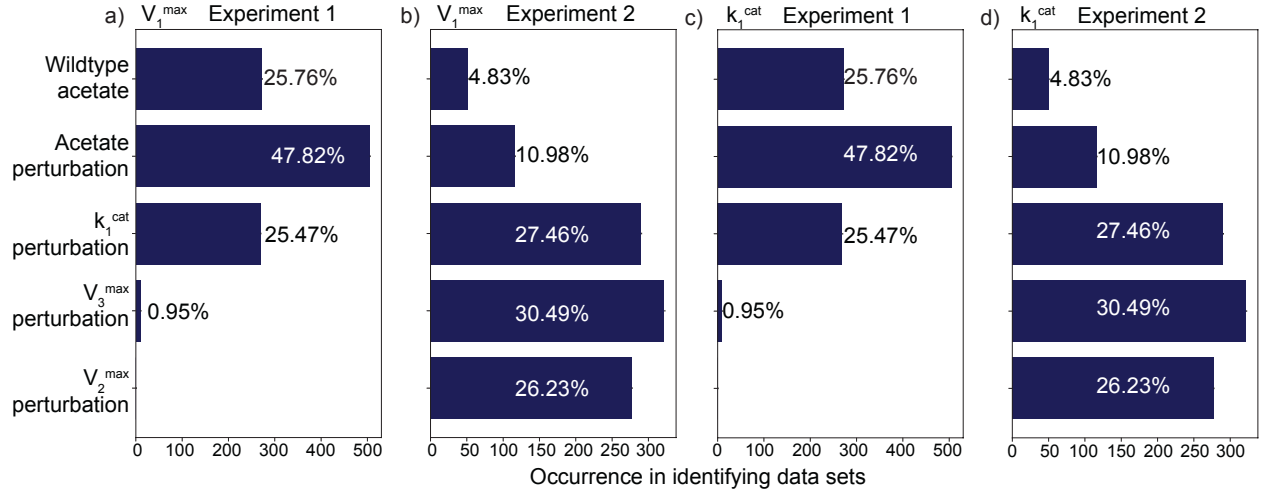 a) V₁ᵐᵃˣ Experiment 1
b) V₁ᵐᵃˣ Experiment 2
c) k₁ᶜᵃᵗ Experiment 1
d) k₁ᶜᵃᵗ Experiment 2
Wildtype
acetate
25.76%
4.83%
25.76%
4.83%
Acetate
perturbation
47.82%
10.98%
47.82%
10.98%
k₁ᶜᵃᵗ
perturbation
25.47%
27.46%
25.47%
27.46%
V₃ᵐᵃˣ
perturbation
0.95%
30.49%
0.95%
30.49%
V₂ᵐᵃˣ
perturbation
26.23%
26.23%
0 100 200 300 400 500
0 50 100 150 200 250 300
0 100 200 300 400 500
0 50 100 150 200 250 300
Occurrence in identifying data sets